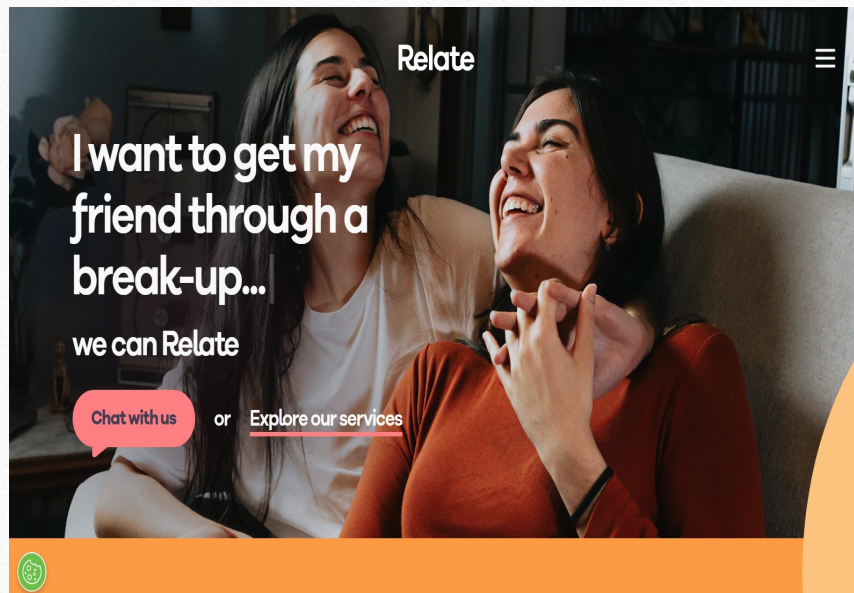 Relate
I want to get my
friend through a
break-up...
we can Relate
Chat with us or Explore our services